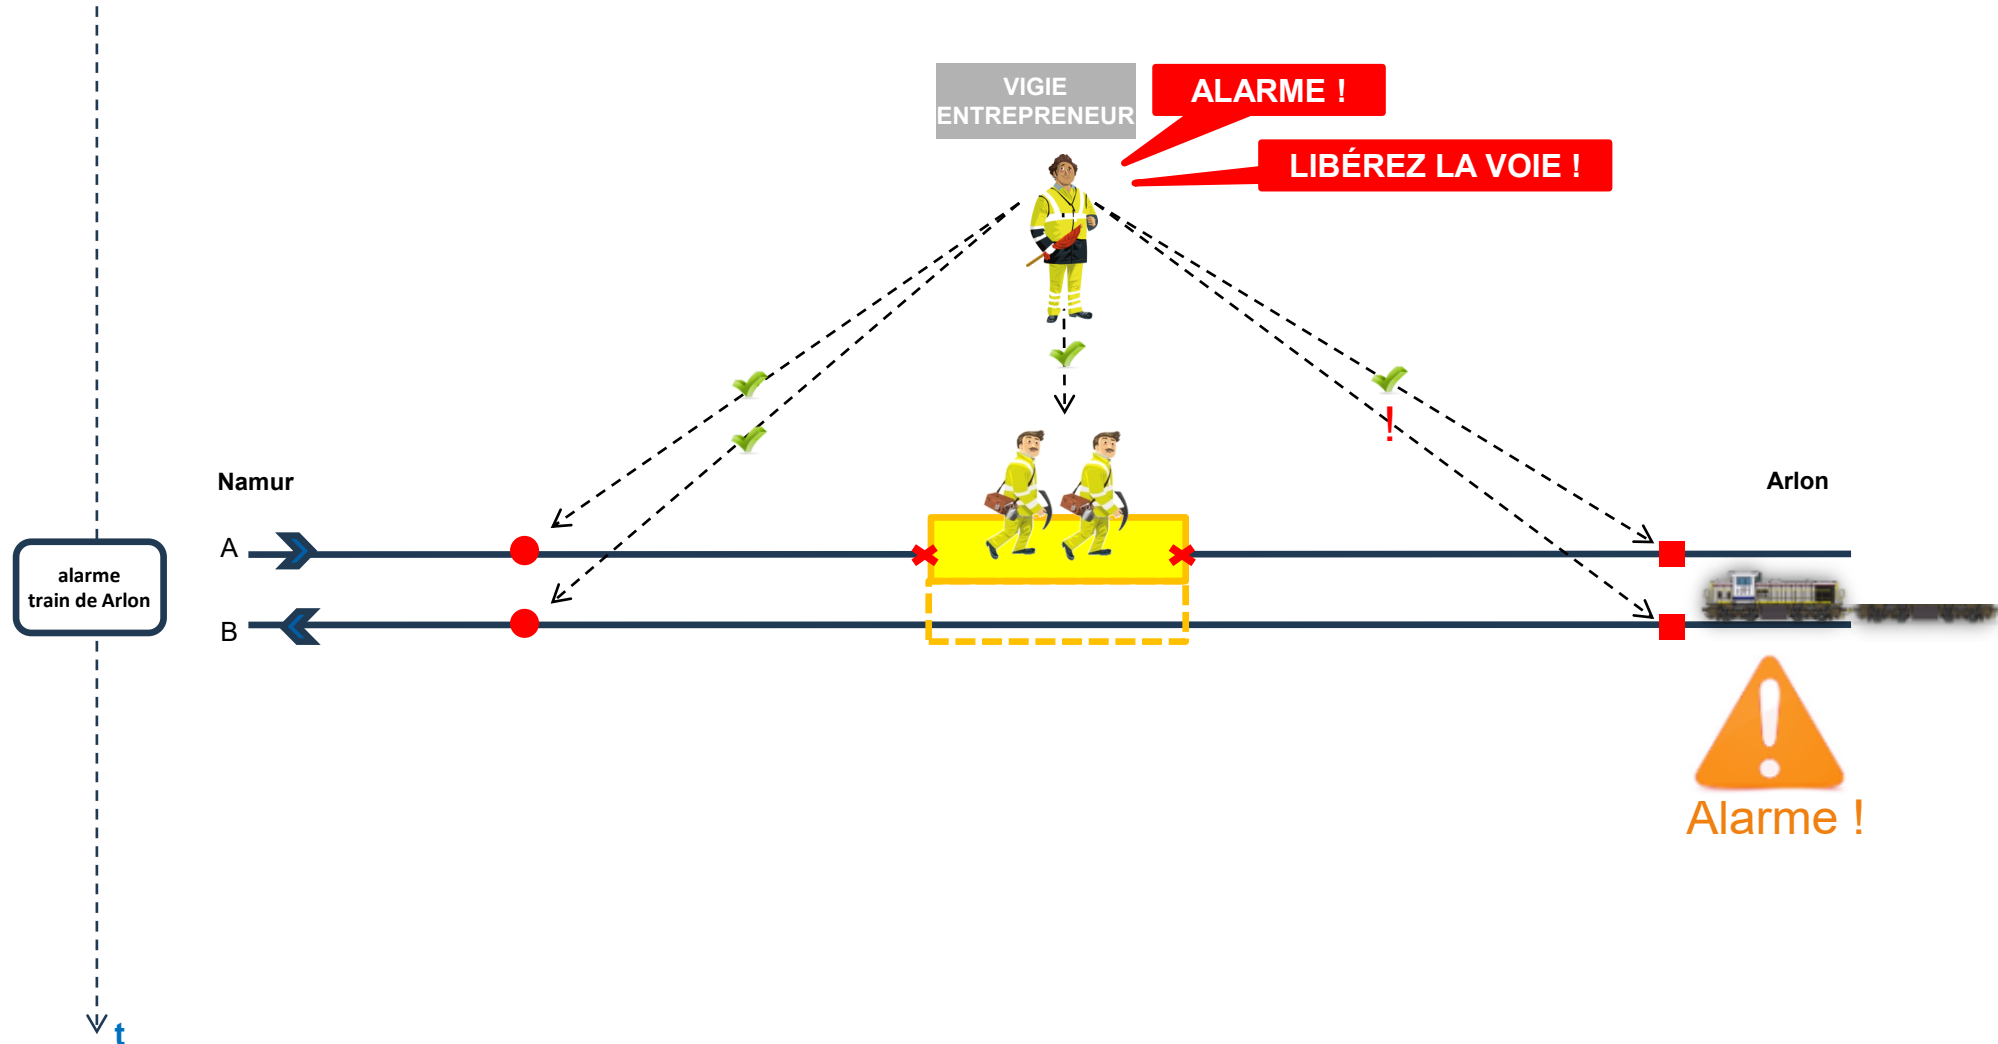 VIGIE
ENTREPRENEUR
ALARME !
LIBÉREZ LA VOIE !
!
Namur
Arlon
A
alarme
train de Arlon
B
Alarme !
t